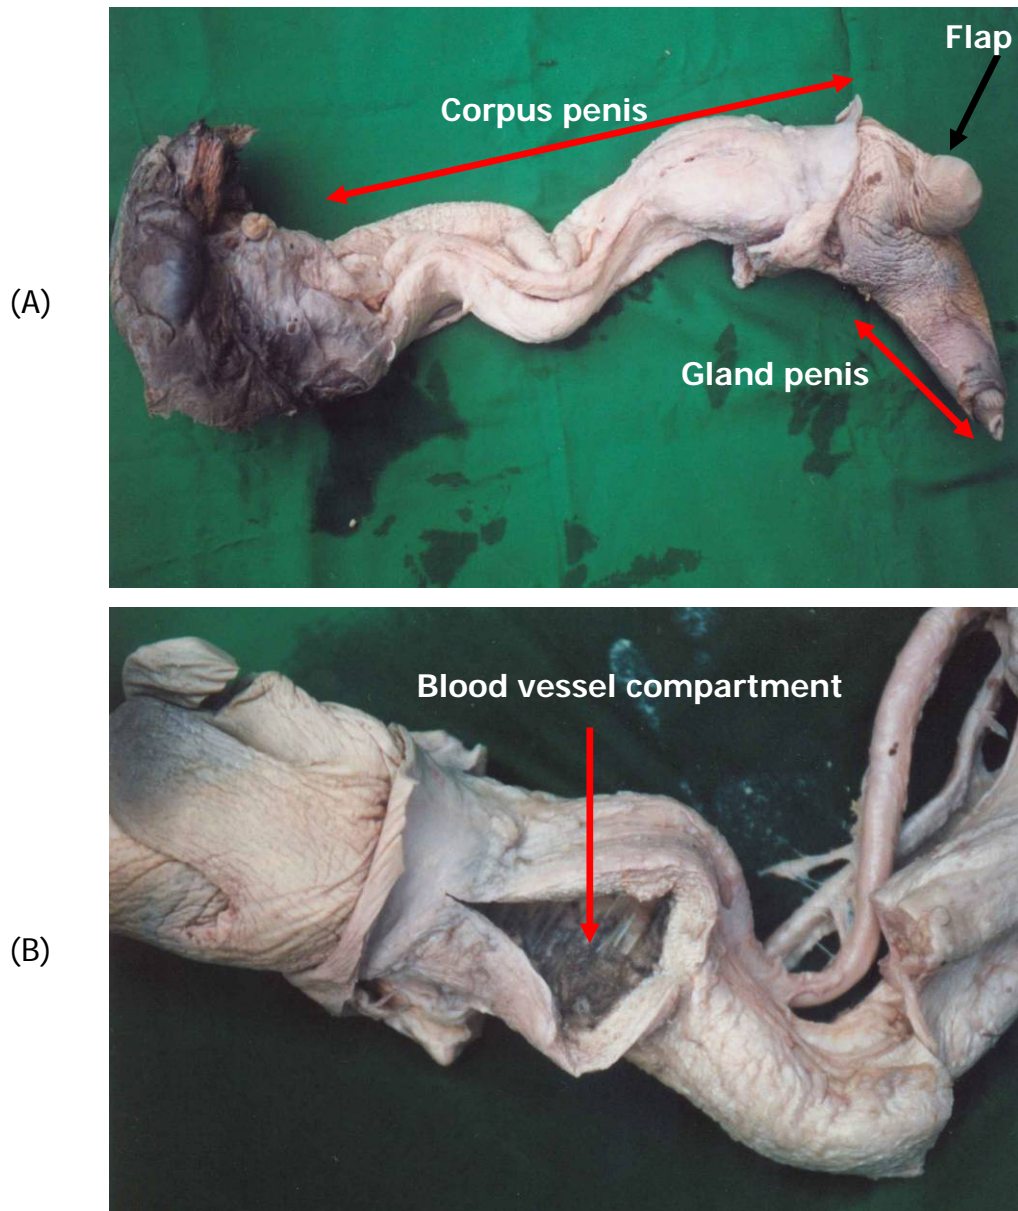 Flap
Corpus penis
(A)
Gland penis
Blood vessel compartment
(B)